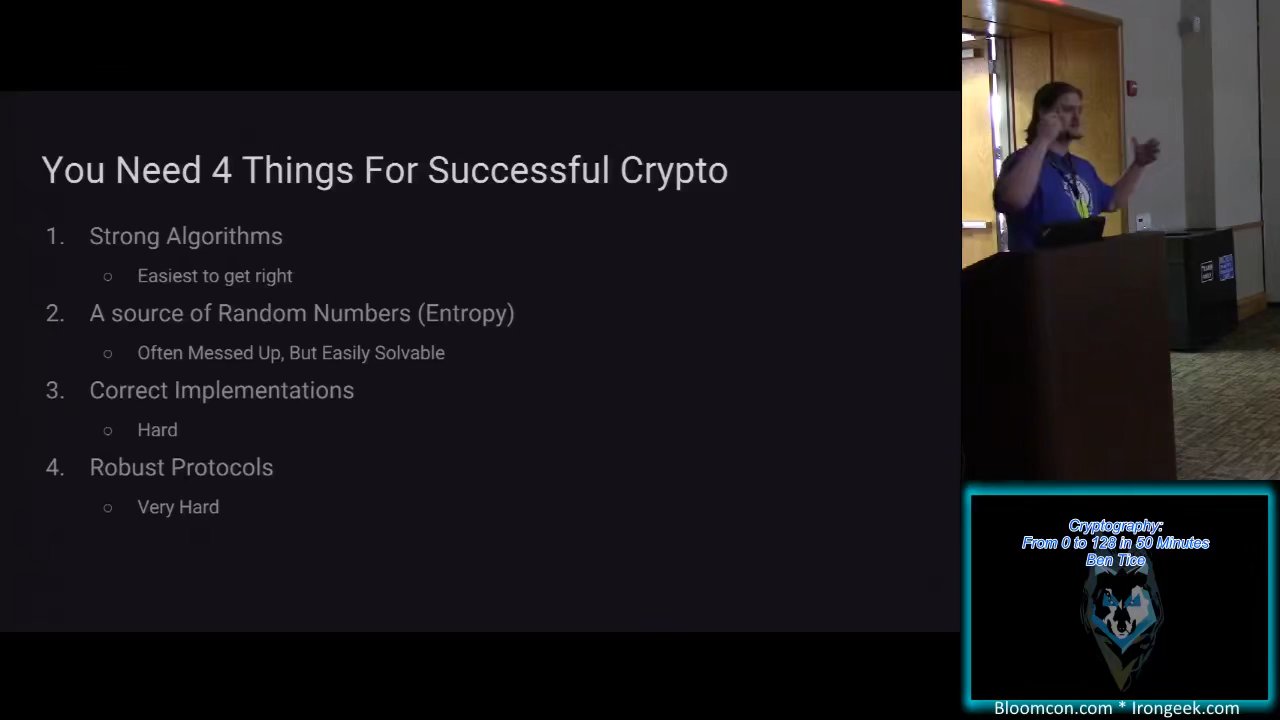 You Need 4 Things For Successful Crypto
1. Strong Algorithms
○ Easiest to get right
2. A source of Random Numbers (Entropy)
○ Often Messed Up, But Easily Solvable
3. Correct Implementations
○ Hard
4. Robust Protocols
○ Very Hard
Cryptography:
From 0 to 128 in 50 Minutes
Ben Tice
Bloomcon.com * Irongeek.com